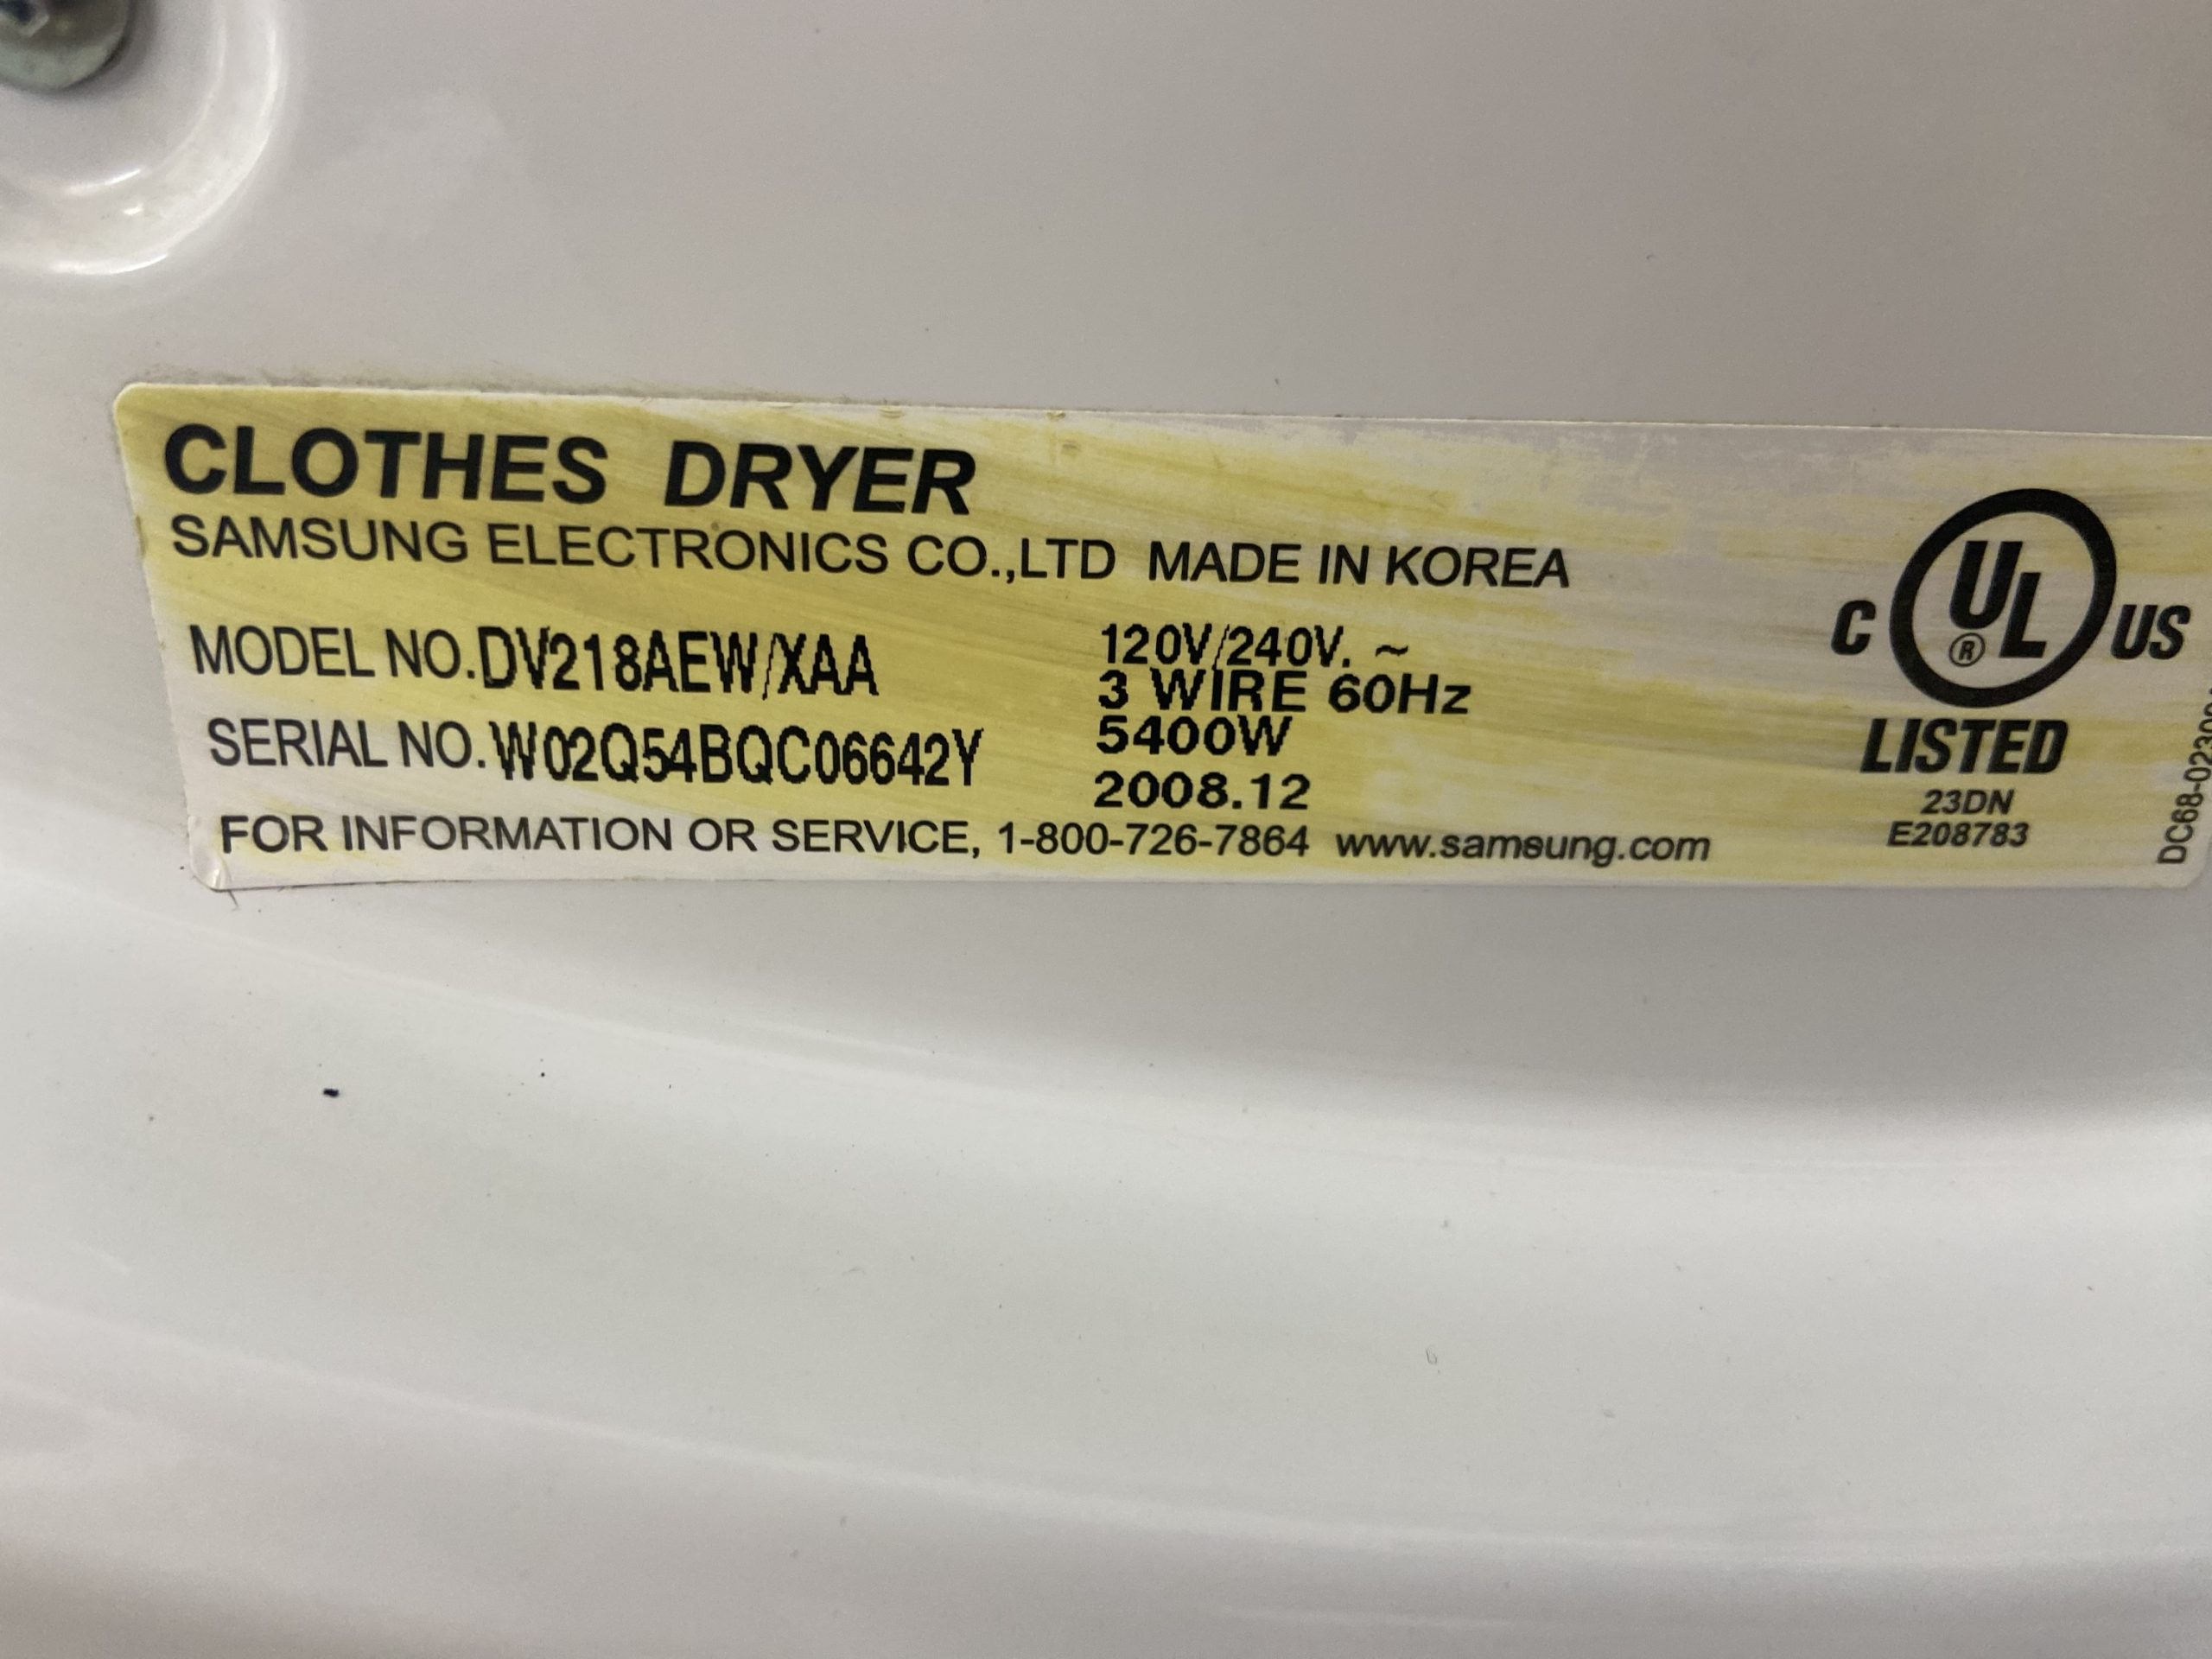 CLOTHES DRYER
SAMSUNG ELECTRONICS CO.,LTD MADE IN KOREA
MODEL NO.DV218AEW/XAA
SERIAL NO.W02Q54BQC06642Y
120V/240V. ~
3 WIRE 60Hz
5400W
2008.12
FOR INFORMATION OR SERVICE, 1-800-726-7864 www.samsung.com
C UL ® US
LISTED
23DN
E208783